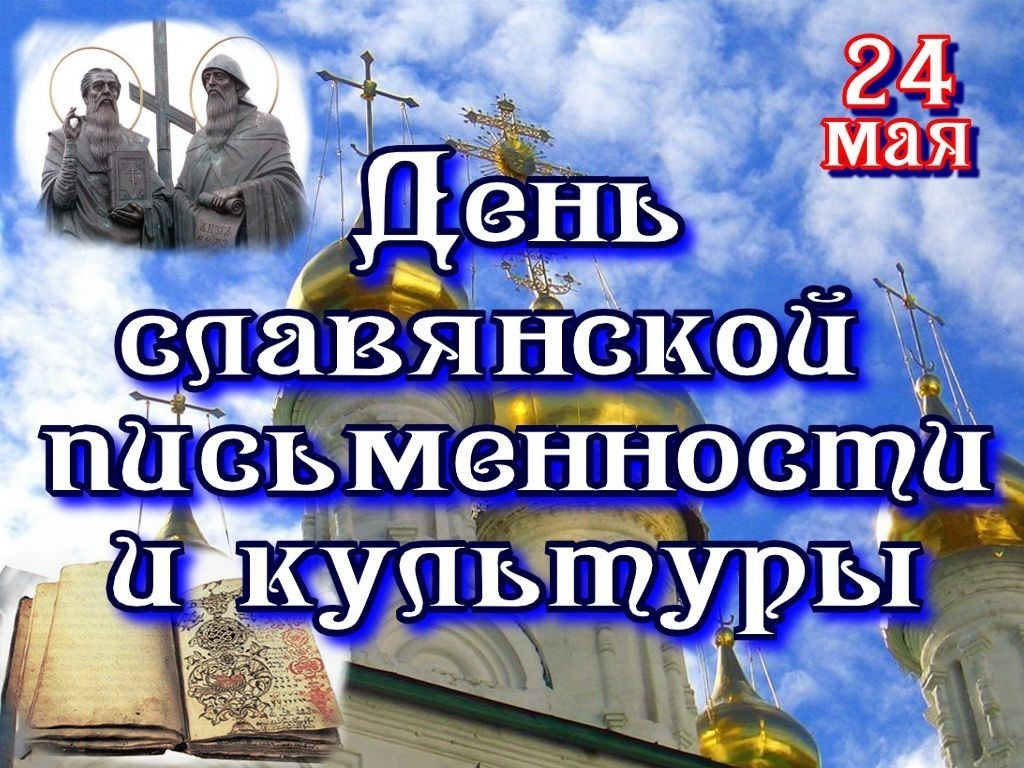 24
мая
День
славянской
письменности
и культуры